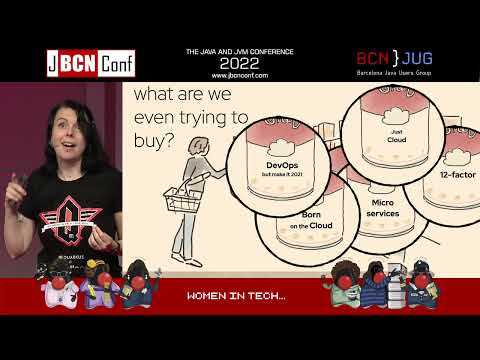 JBCNConf
THE JAVA AND JVM CONFERENCE
2022
www.jbcnconf.com
BCN}JUG
Barcelona Java Users Group
what are we
even trying to
buy?
DevOps
but make it 2021
Just
Cloud
12-factor
Micro
services
Born
on the Cloud
QUARKUS
WOMEN IN TECH...